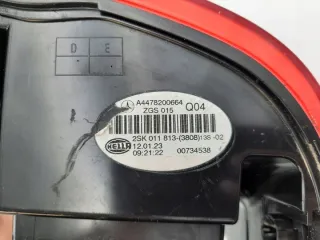 D E
A4478200664
ZGS 015 Q04
2SK 011 813-(3808) 13S-02
HELLA
12.01.23
09:21:22 00734538